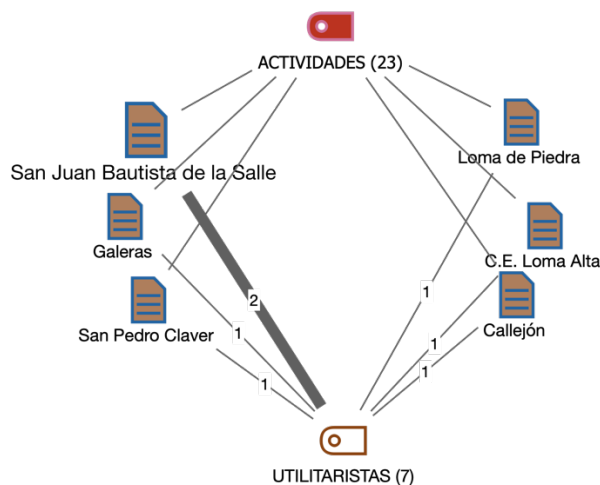 ACTIVIDADES (23)
San Juan Bautista de la Salle
Loma de Piedra
Galeras
C.E. Loma Alta
San Pedro Claver
Callejón
2
1
1
1
1
1
UTILITARISTAS (7)